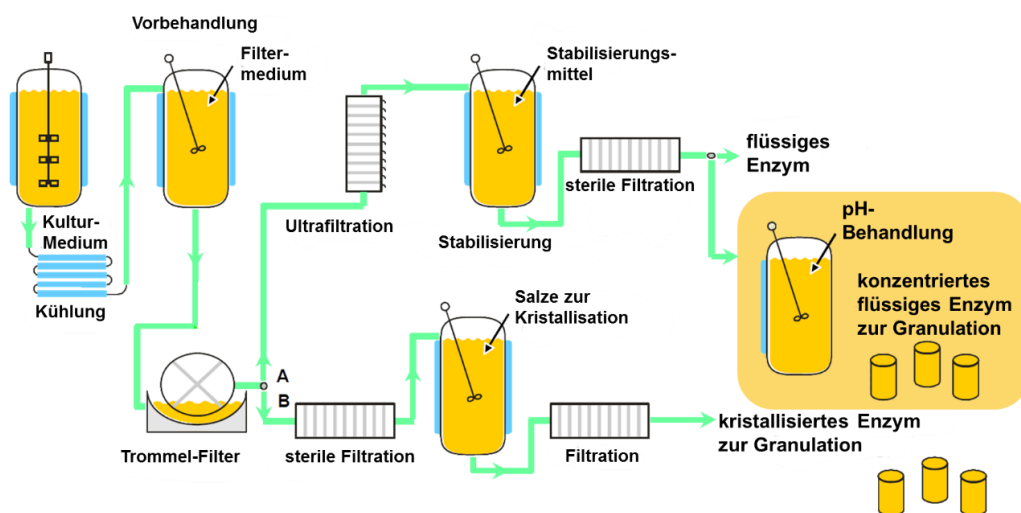 Vorbehandlung
Filter-
medium
Stabilisierungs-
mittel
flüssiges
Enzym
sterile Filtration
Kultur-
Medium
Kühlung
Ultrafiltration
Stabilisierung
pH-
Behandlung
konzentriertes
flüssiges Enzym
zur Granulation
Salze zur
Kristallisation
A
B
Trommel-Filter
sterile Filtration
Filtration
kristallisiertes Enzym
zur Granulation